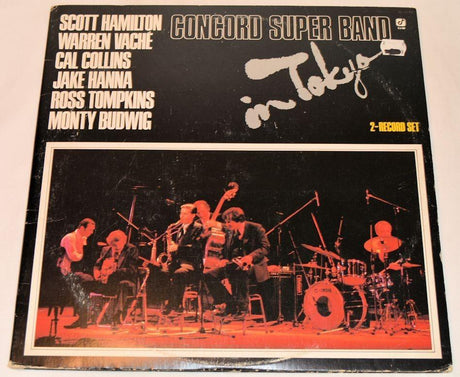 SCOTT HAMILTON
WARREN VACHÉ
CAL COLLINS
JAKE HANNA
ROSS TOMPKINS
MONTY BUDWIG
CONCORD SUPER BAND
in Tokyo
2-RECORD SET